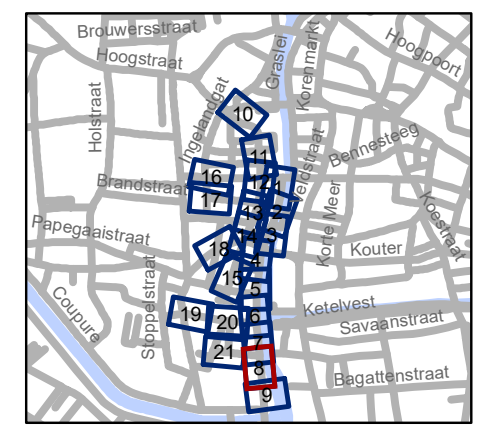 Brouwersstraat
Hoogstraat
Graslei
Korenmarkt
Hoogpoort
Holstraat
Ingelandgat
10
11
Bennesteeg
16
12
1
Brandstraat
17
13
2
Koestraat
Papegaaistraat
14
3
Korte Meer
18
4
Kouter
15
5
Coupure
Stoppelstraat
19
20
6
Ketelvest
Savaanstraat
21
7
8
Bagattenstraat
9